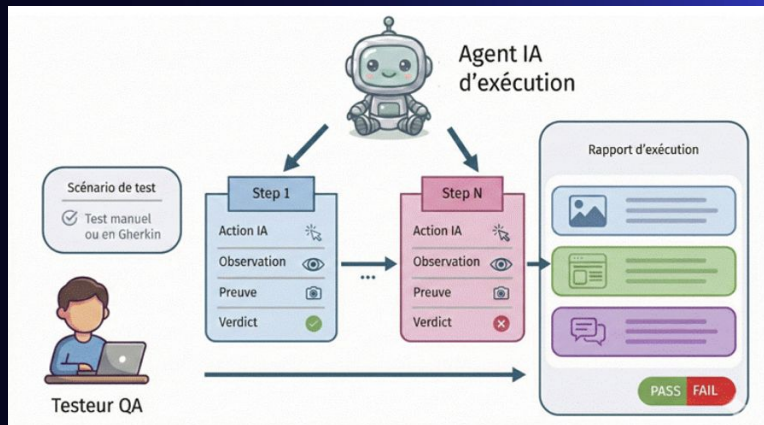 Agent IA
d'exécution
Scénario de test
Test manuel
ou en Gherkin
Testeur QA
Step 1
Action IA
Observation
Preuve
Verdict
...
Step N
Action IA
Observation
Preuve
Verdict
Rapport d'exécution
PASS FAIL